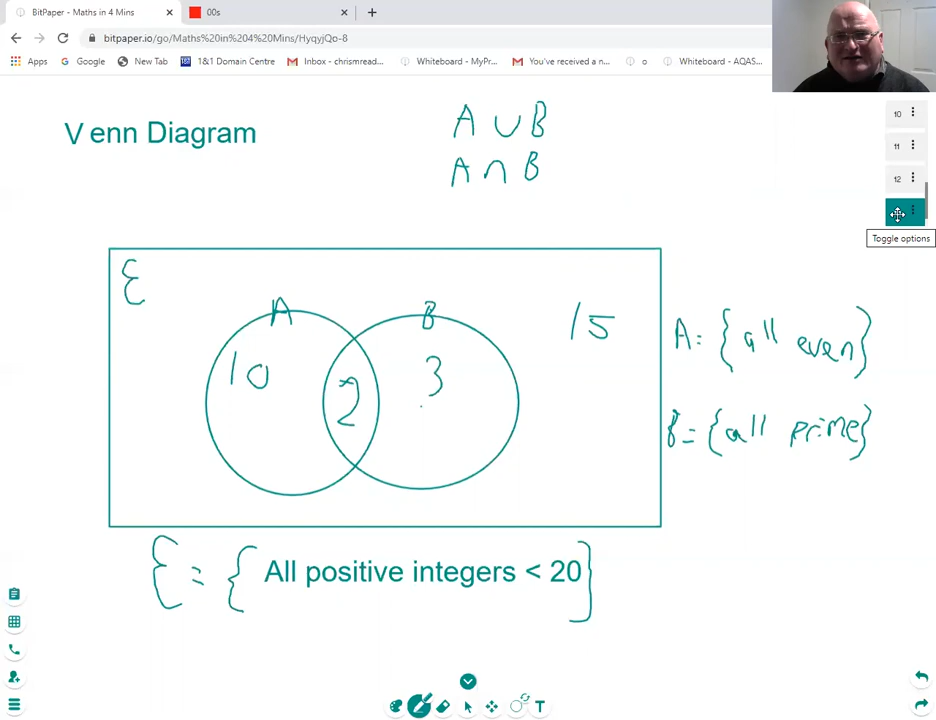 BitPaper - Maths in 4 Mins
00s
bitpaper.io/go/Maths%20in%204%20Mins/HyqyjQo-8
Apps
Google
New Tab
1&1 Domain Centre
Inbox - chrismread...
Whiteboard - MyPr...
You've received a n...
o
Whiteboard - AQAS...
Venn Diagram
A ∪ B
A ∩ B
10
11
12
Toggle options
ℰ
A
B
10
2
3
15
A = {all even}
B = {all prime}
ℰ = {All positive integers < 20}
T